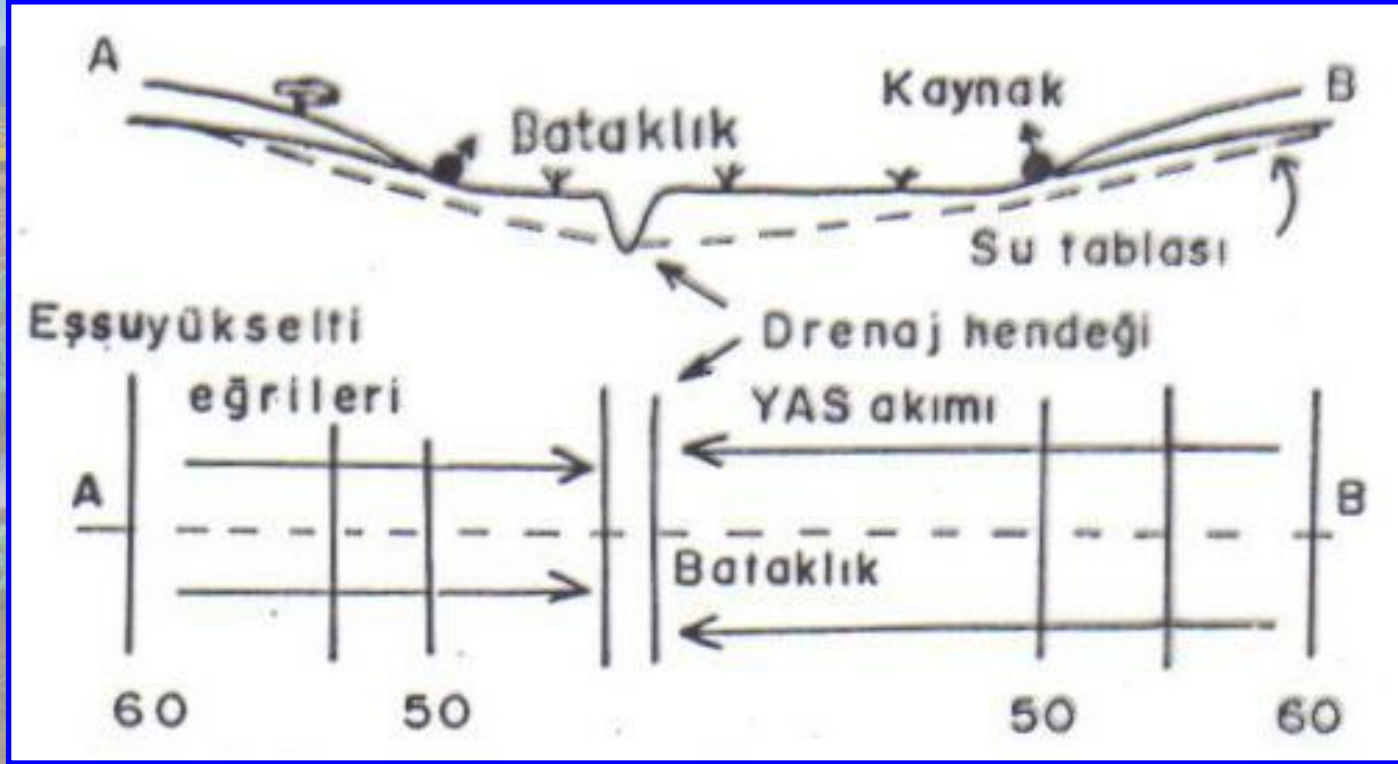 A
Kaynak
B
Bataklık
Su tablası
Eşsuyükselti
eğrileri
Drenaj hendeği
YAS akımı
A
B
Bataklık
60
50
50
60